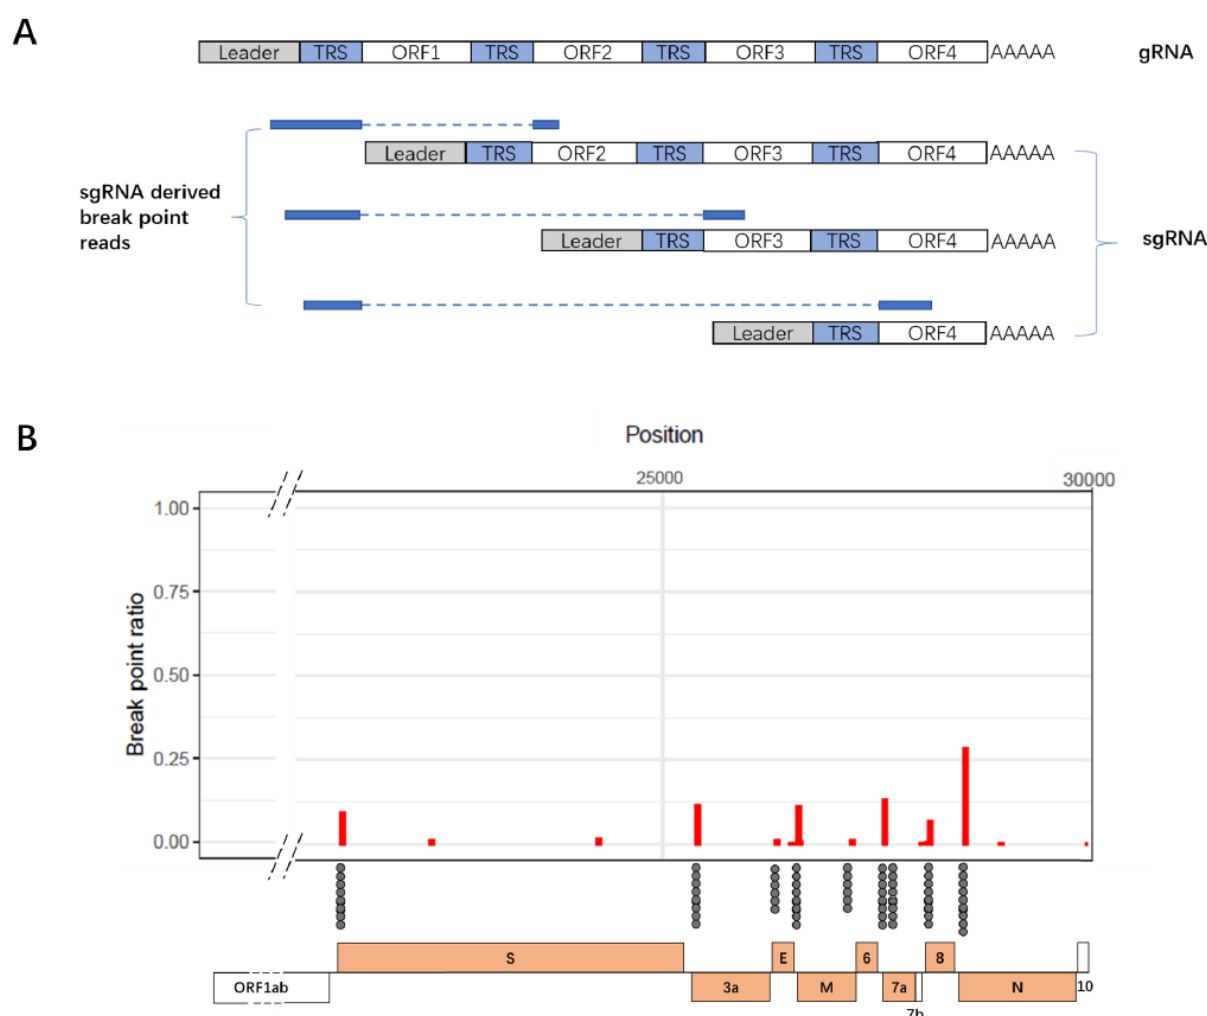 A
Leader TRS ORF1 TRS ORF2 TRS ORF3 TRS ORF4 AAAAA gRNA
Leader TRS ORF2 TRS ORF3 TRS ORF4 AAAAA
sgRNA derived
break point
reads
Leader TRS ORF3 TRS ORF4 AAAAA
sgRNA
Leader TRS ORF4 AAAAA
B
Position
25000 30000
1.00
0.75
0.50
0.25
0.00
Break point ratio
S E 6 8
ORF1ab 3a M 7a N 10
7b